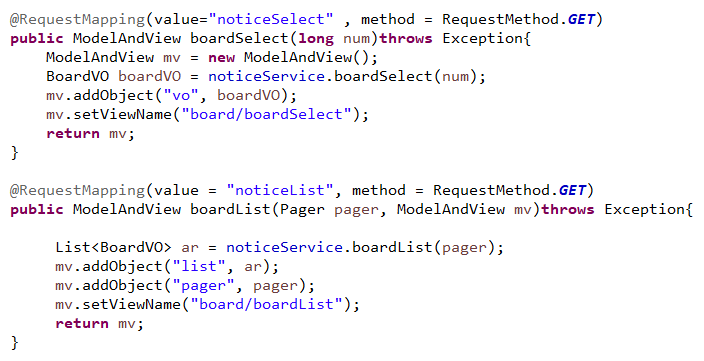 @RequestMapping(value="noticeSelect" , method = RequestMethod.GET)
public ModelAndView boardSelect(long num)throws Exception{
    ModelAndView mv = new ModelAndView();
    BoardVO boardVO = noticeService.boardSelect(num);
    mv.addObject("vo", boardVO);
    mv.setViewName("board/boardSelect");
    return mv;
}
@RequestMapping(value = "noticeList", method = RequestMethod.GET)
public ModelAndView boardList(Pager pager, ModelAndView mv)throws Exception{
     List<BoardVO> ar = noticeService.boardList(pager);
     mv.addObject("list", ar);
     mv.addObject("pager", pager);
     mv.setViewName("board/boardList");
     return mv;
}